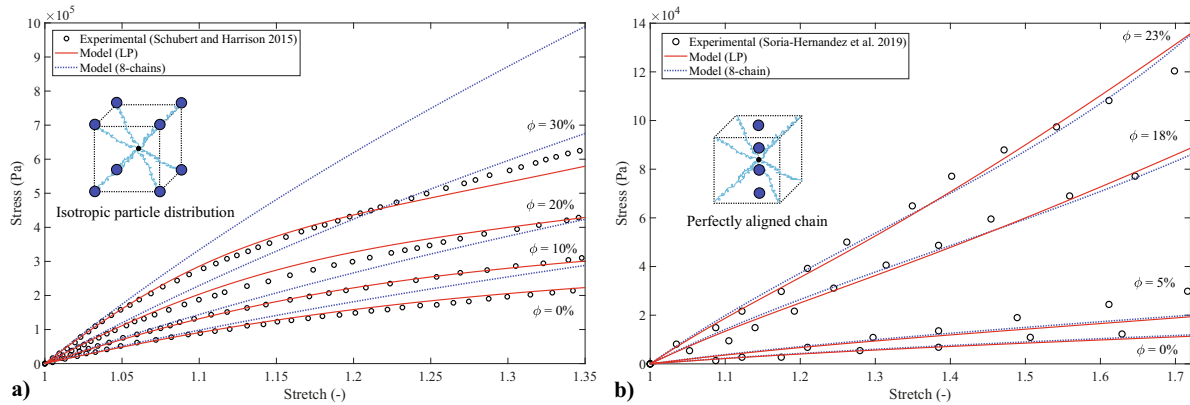 ×10⁵
Experimental (Schubert and Harrison 2015)
Model (LP)
Model (8-chains)
Isotropic particle distribution
ϕ = 30%
ϕ = 20%
ϕ = 10%
ϕ = 0%
Stress (Pa)
10
9
8
7
6
5
4
3
2
1
0
1 1.05 1.1 1.15 1.2 1.25 1.3 1.35
Stretch (-)
a)
×10⁴
Experimental (Soria-Hernandez et al. 2019)
Model (LP)
Model (8-chain)
Perfectly aligned chain
ϕ = 23%
ϕ = 18%
ϕ = 5%
ϕ = 0%
Stress (Pa)
14
12
10
8
6
4
2
0
1 1.1 1.2 1.3 1.4 1.5 1.6 1.7
Stretch (-)
b)